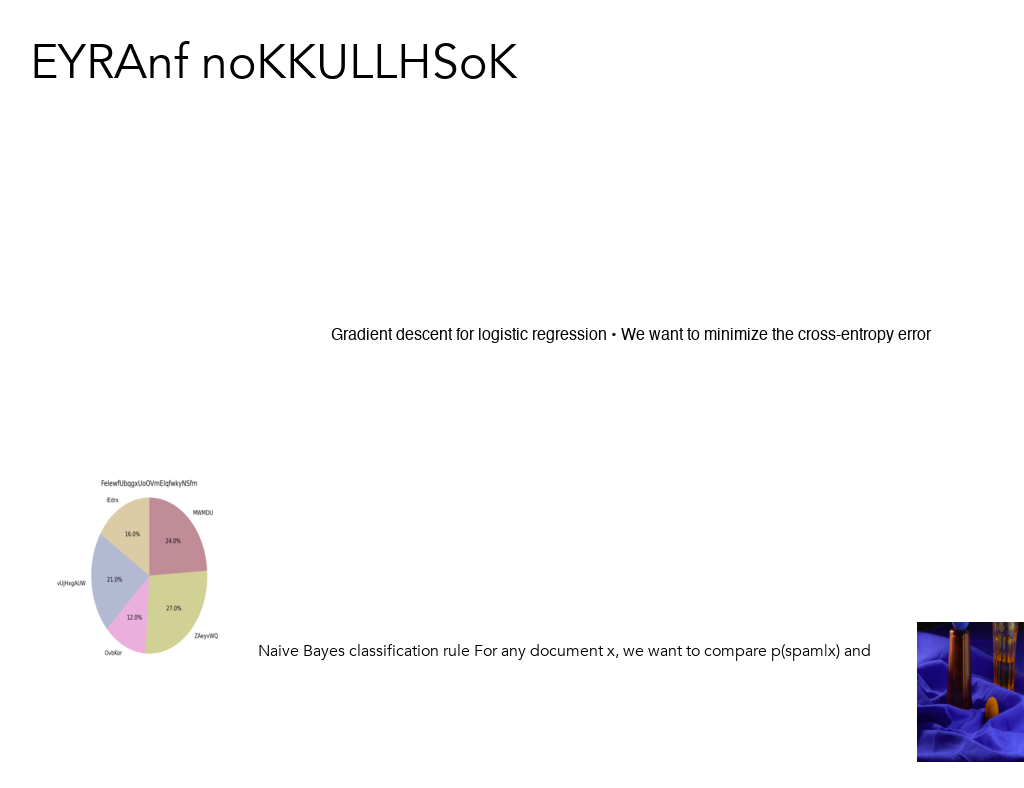 EYRAnf noKKULLHSoK
Gradient descent for logistic regression • We want to minimize the cross-entropy error
FeIewfUbqgxUoOVmEIqfwkyNSfm
IEdrx
MWMDU
16.0%
24.0%
vUjHxgAUW
21.0%
27.0%
12.0%
ZAeyvWQ
OvbKor
Naive Bayes classification rule For any document x, we want to compare p(spamlx) and